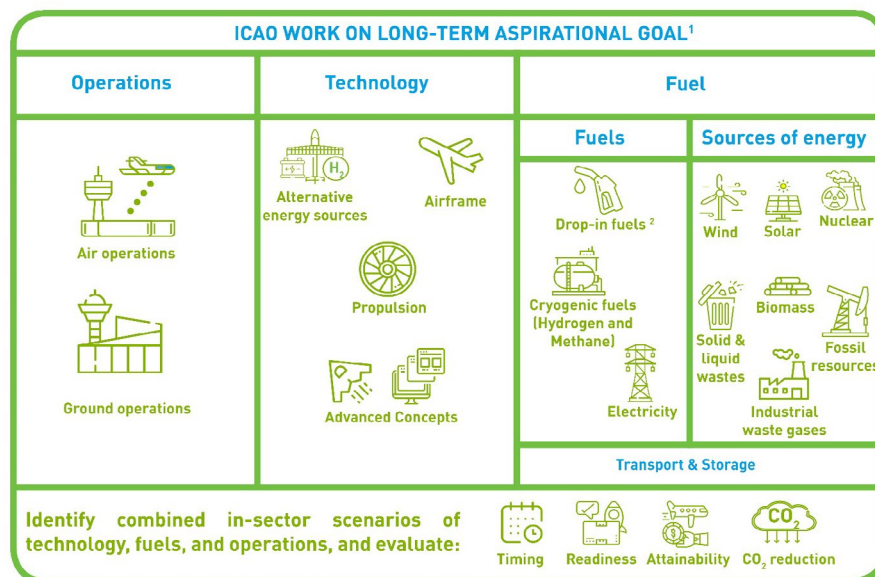 ICAO WORK ON LONG-TERM ASPIRATIONAL GOAL¹
Operations
Technology
Fuel
Fuels
Sources of energy
Air operations
Ground operations
H₂
Alternative
energy sources
Airframe
Propulsion
Advanced Concepts
Drop-in fuels ²
Cryogenic fuels
(Hydrogen and
Methane)
Electricity
Wind
Solar
Nuclear
Solid &
liquid
wastes
Biomass
Fossil
resources
Industrial
waste gases
Transport & Storage
Identify combined in-sector scenarios of
technology, fuels, and operations, and evaluate:
Timing
Readiness
Attainability
CO₂
CO₂ reduction